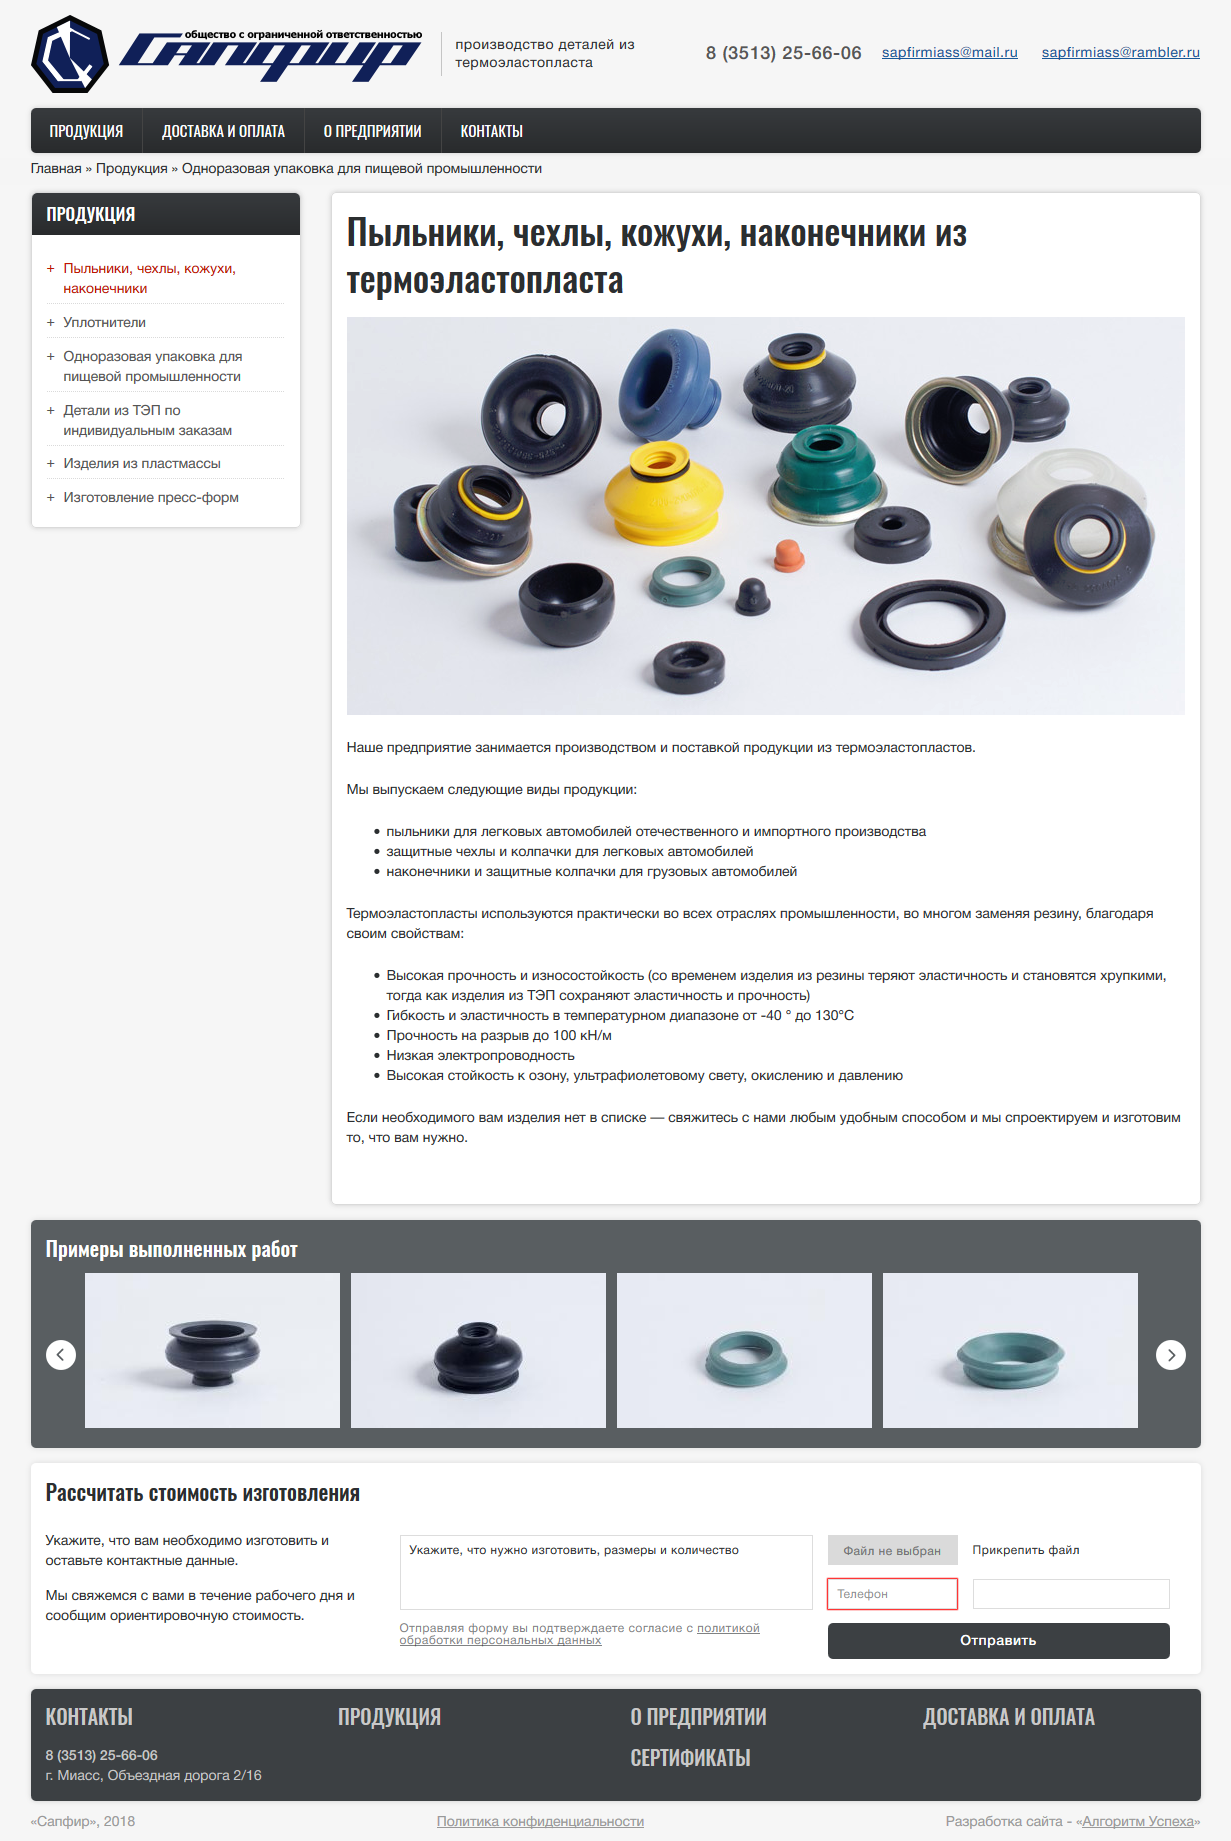 общество с ограниченной ответственностью
Сапфир
производство деталей из
термоэластопласта
8 (3513) 25-66-06
sapfirmiass@mail.ru
sapfirmiass@rambler.ru
ПРОДУКЦИЯ
ДОСТАВКА И ОПЛАТА
О ПРЕДПРИЯТИИ
КОНТАКТЫ
Главная » Продукция » Одноразовая упаковка для пищевой промышленности
ПРОДУКЦИЯ
+ Пыльники, чехлы, кожухи,
наконечники
+ Уплотнители
+ Одноразовая упаковка для
пищевой промышленности
+ Детали из ТЭП по
индивидуальным заказам
+ Изделия из пластмассы
+ Изготовление пресс-форм
Пыльники, чехлы, кожухи, наконечники из
термоэластопласта
Наше предприятие занимается производством и поставкой продукции из термоэластопластов.
Мы выпускаем следующие виды продукции:
• пыльники для легковых автомобилей отечественного и импортного производства
• защитные чехлы и колпачки для легковых автомобилей
• наконечники и защитные колпачки для грузовых автомобилей
Термоэластопласты используются практически во всех отраслях промышленности, во многом заменяя резину, благодаря
своим свойствам:
• Высокая прочность и износостойкость (со временем изделия из резины теряют эластичность и становятся хрупкими,
тогда как изделия из ТЭП сохраняют эластичность и прочность)
• Гибкость и эластичность в температурном диапазоне от -40 ° до 130°С
• Прочность на разрыв до 100 кН/м
• Низкая электропроводность
• Высокая стойкость к озону, ультрафиолетовому свету, окислению и давлению
Если необходимого вам изделия нет в списке — свяжитесь с нами любым удобным способом и мы спроектируем и изготовим
то, что вам нужно.
Примеры выполненных работ
Рассчитать стоимость изготовления
Укажите, что вам необходимо изготовить и
оставьте контактные данные.
Мы свяжемся с вами в течение рабочего дня и
сообщим ориентировочную стоимость.
Укажите, что нужно изготовить, размеры и количество
Отправляя форму вы подтверждаете согласие с политикой
обработки персональных данных
Файл не выбран
Прикрепить файл
Телефон
Отправить
КОНТАКТЫ
8 (3513) 25-66-06
г. Миасс, Объездная дорога 2/16
ПРОДУКЦИЯ
О ПРЕДПРИЯТИИ
СЕРТИФИКАТЫ
ДОСТАВКА И ОПЛАТА
«Сапфир», 2018
Политика конфиденциальности
Разработка сайта - «Алгоритм Успеха»